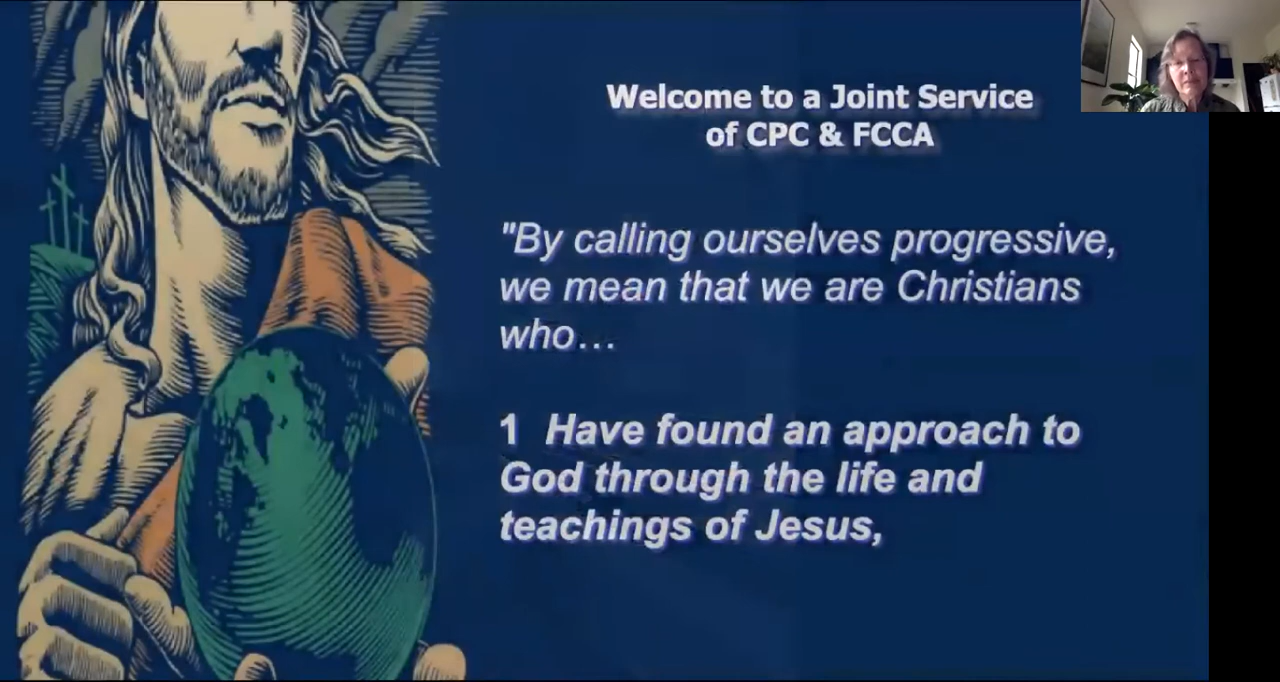 Welcome to a Joint Service
of CPC & FCCA
"By calling ourselves progressive,
we mean that we are Christians
who…
1 Have found an approach to
God through the life and
teachings of Jesus,